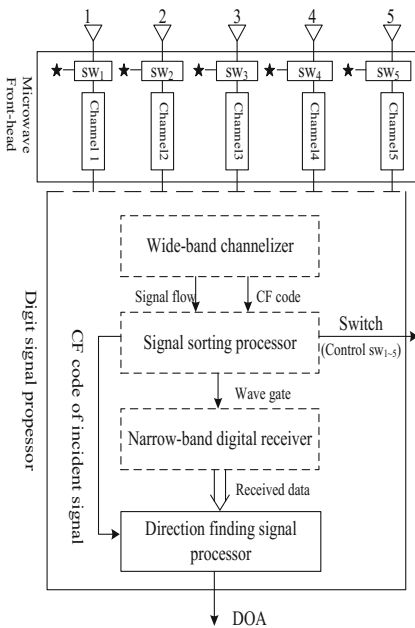 1 2 3 4 5
SW1 SW2 SW3 SW4 SW5
Microwave
Front-head
Channel 1 Channel2 Channel3 Channel4 Channel5
Digit signal propessor
Wide-band channelizer
Signal flow CF code
Signal sorting processor
Switch
(Control sw1~5)
CF code of incident signal
Wave gate
Narrow-band digital receiver
Received data
Direction finding signal
processor
DOA